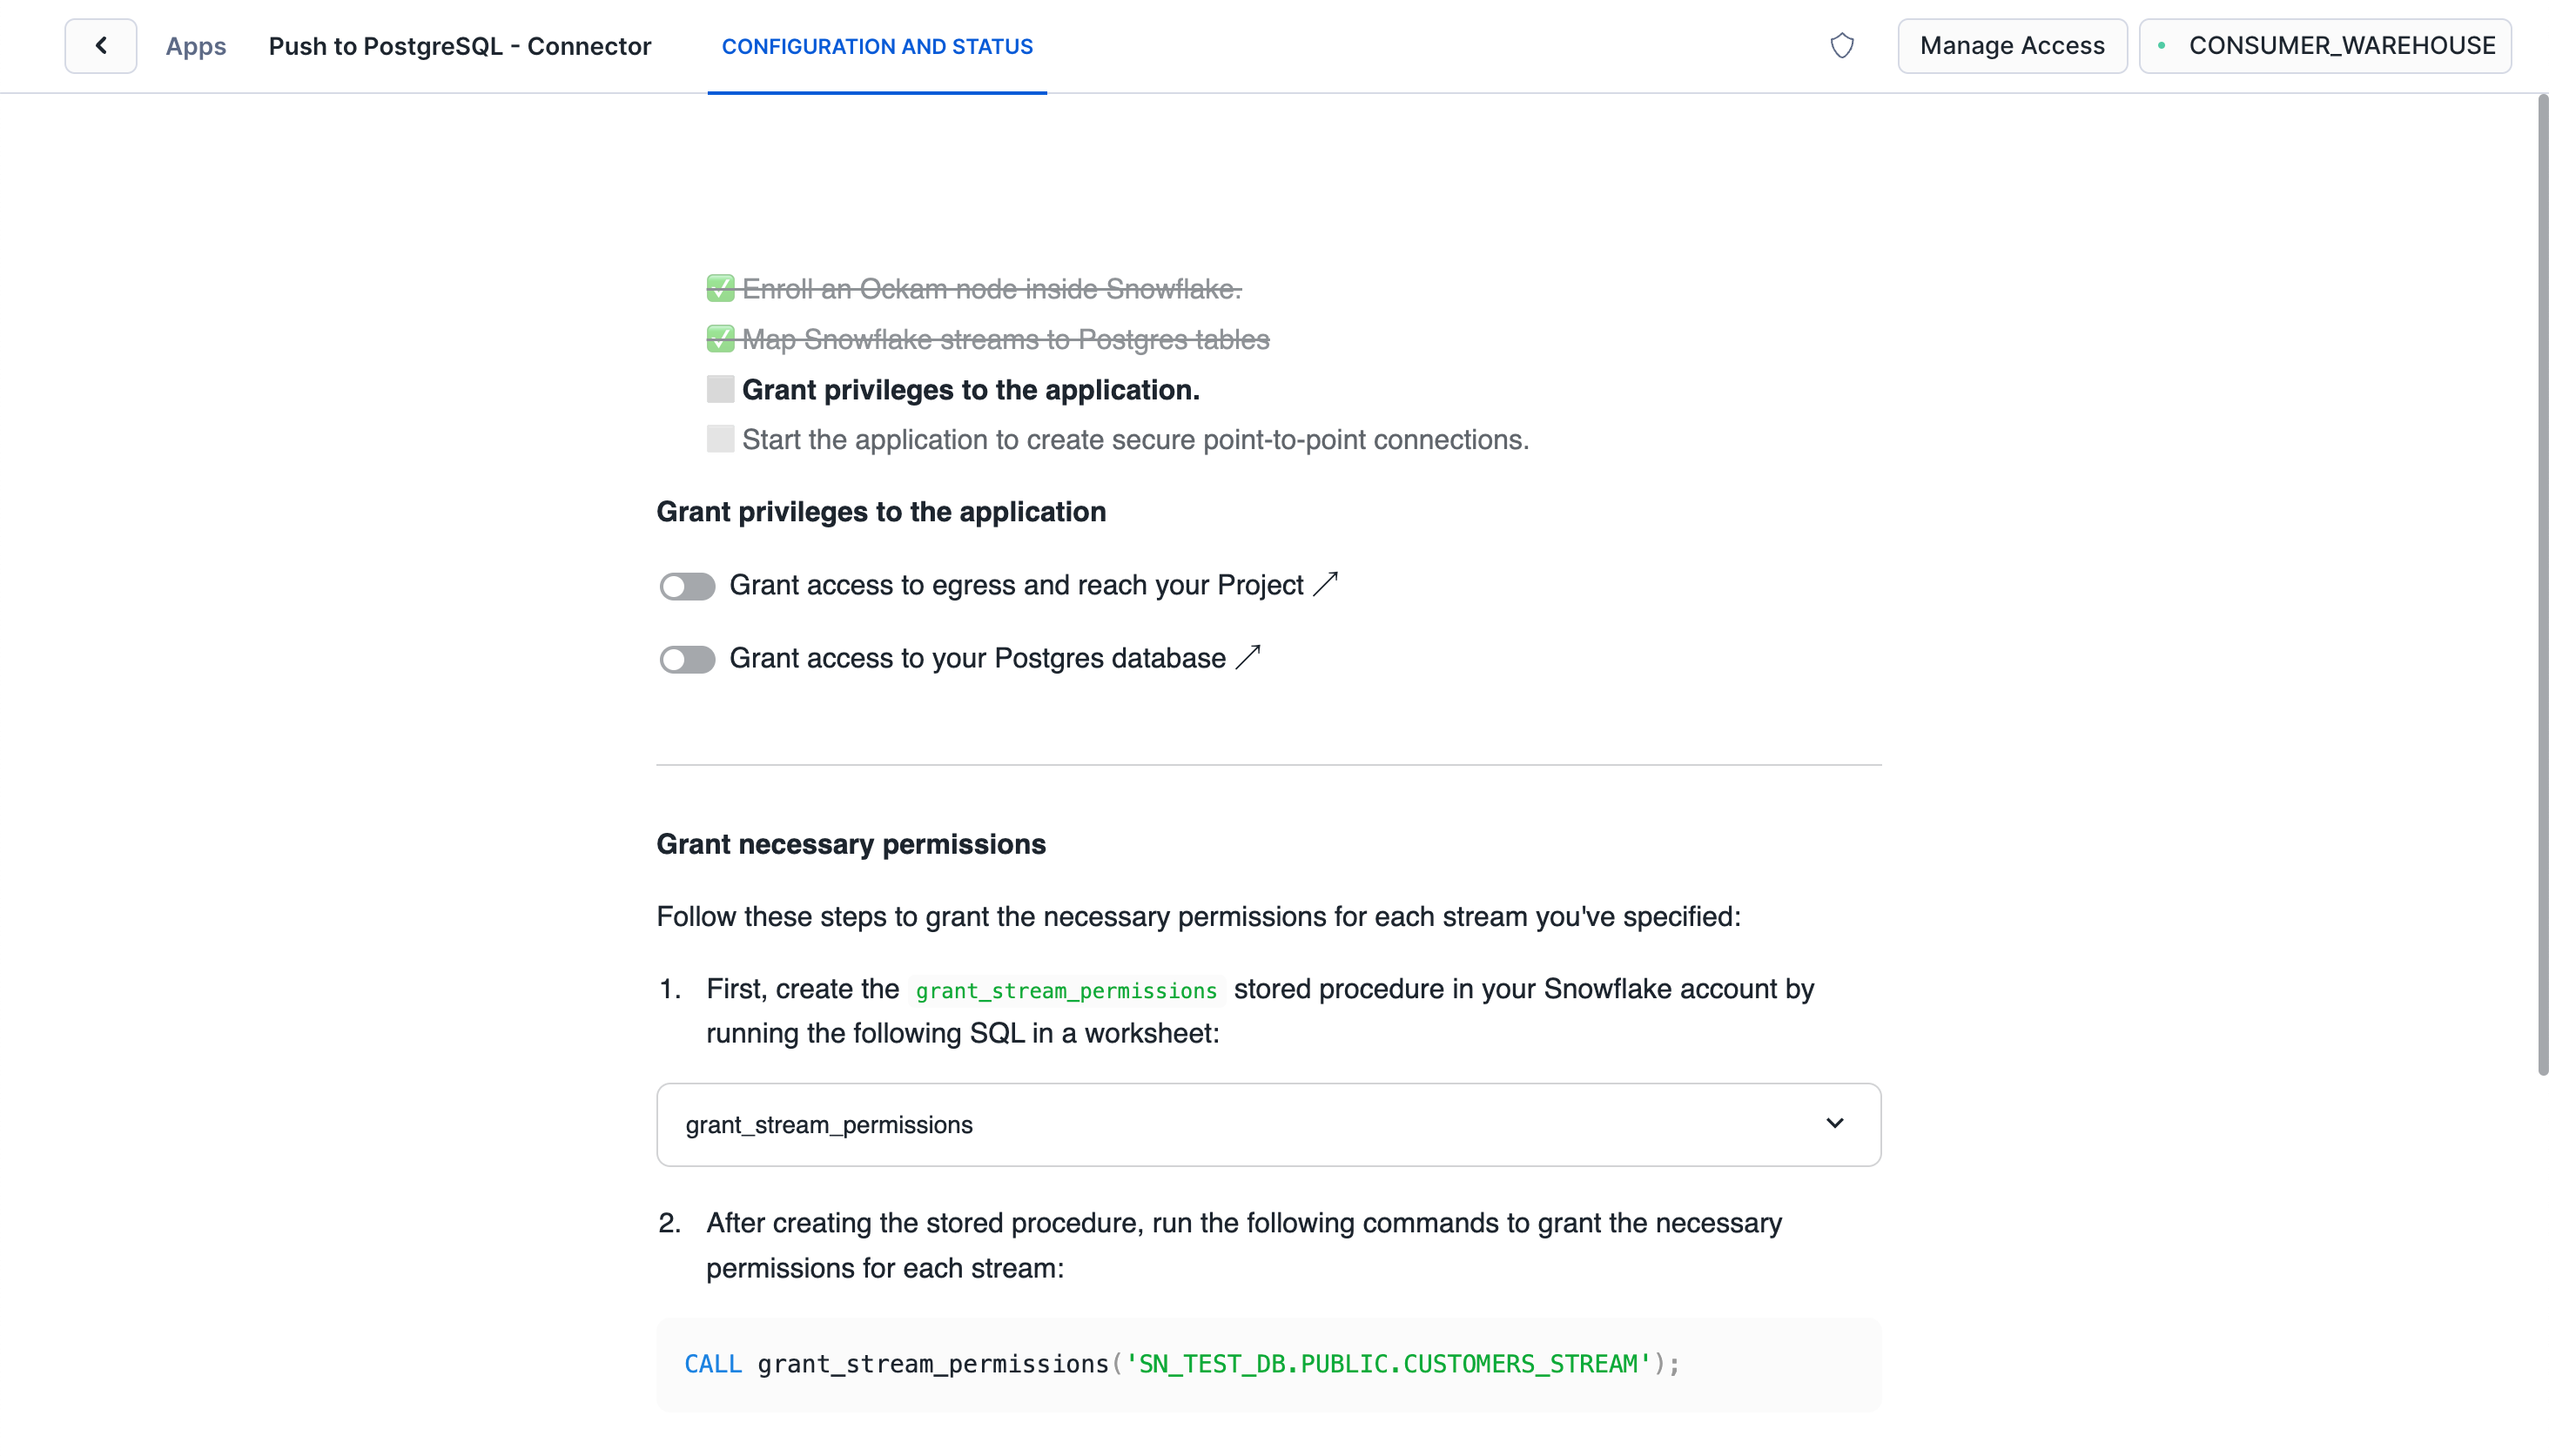 Apps Push to PostgreSQL - Connector CONFIGURATION AND STATUS Manage Access CONSUMER_WAREHOUSE
Enroll an Ockam node inside Snowflake.
Map Snowflake streams to Postgres tables
Grant privileges to the application.
Start the application to create secure point-to-point connections.
Grant privileges to the application
Grant access to egress and reach your Project ↗
Grant access to your Postgres database ↗
Grant necessary permissions
Follow these steps to grant the necessary permissions for each stream you've specified:
1. First, create the grant_stream_permissions stored procedure in your Snowflake account by
running the following SQL in a worksheet:
grant_stream_permissions
2. After creating the stored procedure, run the following commands to grant the necessary
permissions for each stream:
CALL grant_stream_permissions('SN_TEST_DB.PUBLIC.CUSTOMERS_STREAM');